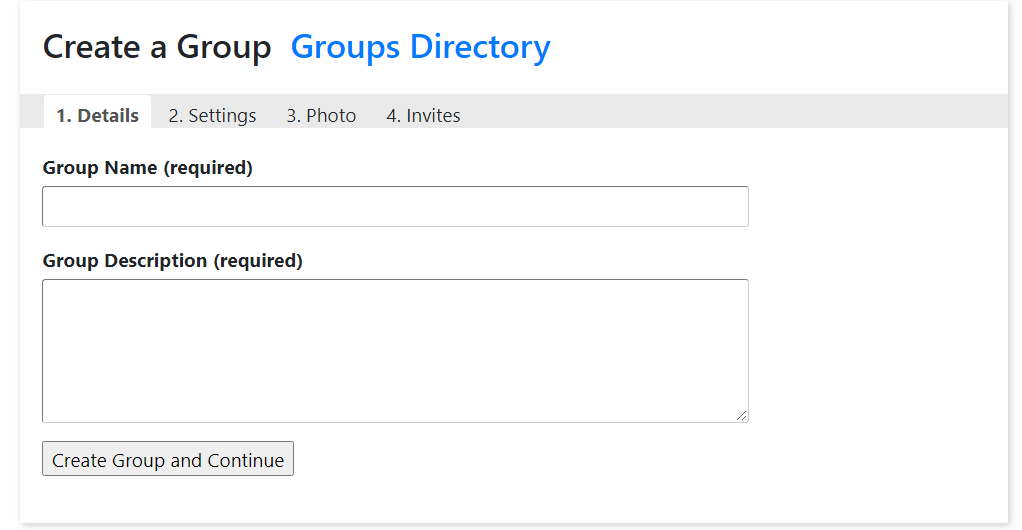 Create a Group Groups Directory
1. Details 2. Settings 3. Photo 4. Invites
Group Name (required)
Group Description (required)
Create Group and Continue